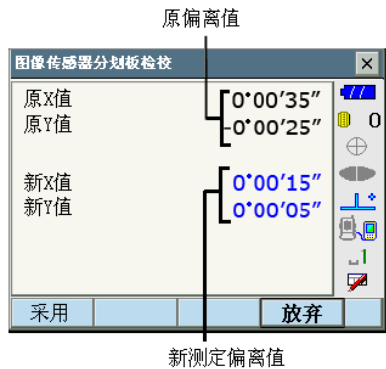 原偏离值
图像传感器分划板检校
原X值 0°00'35"
原Y值 -0°00'25"
0
新X值 0°00'15"
新Y值 0°00'05"
1
采用 放弃
新测定偏离值